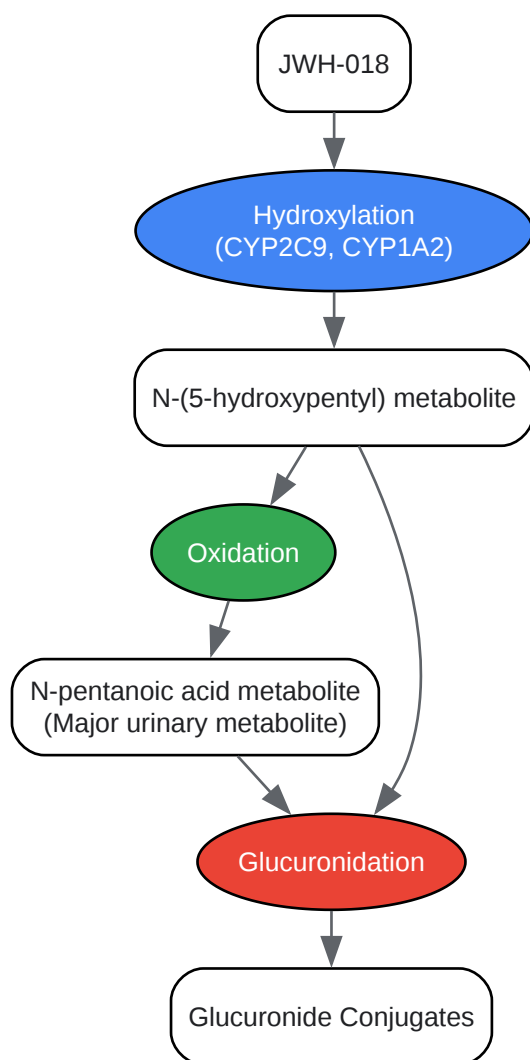 JWH-018
Hydroxylation
(CYP2C9, CYP1A2)
N-(5-hydroxypentyl) metabolite
Oxidation
N-pentanoic acid metabolite
(Major urinary metabolite)
Glucuronidation
Glucuronide Conjugates